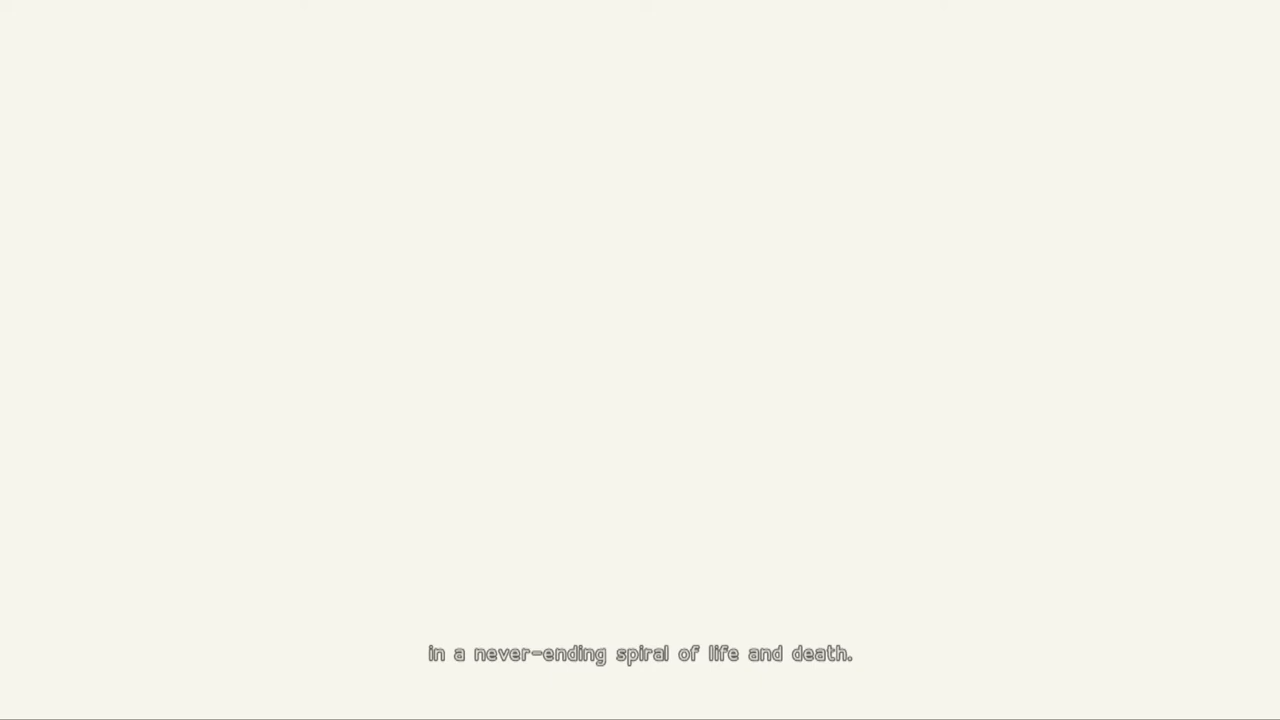 in a never-ending spiral of life and death.